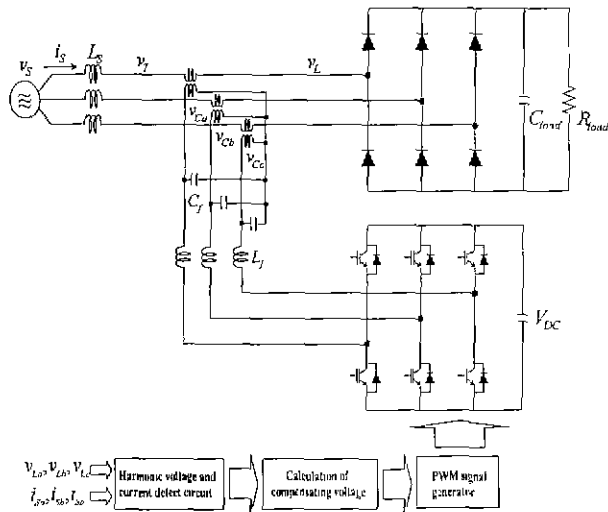 i_S L_S
v_S v_T v_L
v_Ca
v_Cb
v_Cc
C_load R_load
C_f
L_f
V_DC
v_La, v_Lb, v_Lc
i_Sa, i_Sb, i_Sc
Harmonic voltage and
current detect circuit
Calculation of
compensating voltage
PWM signal
generator